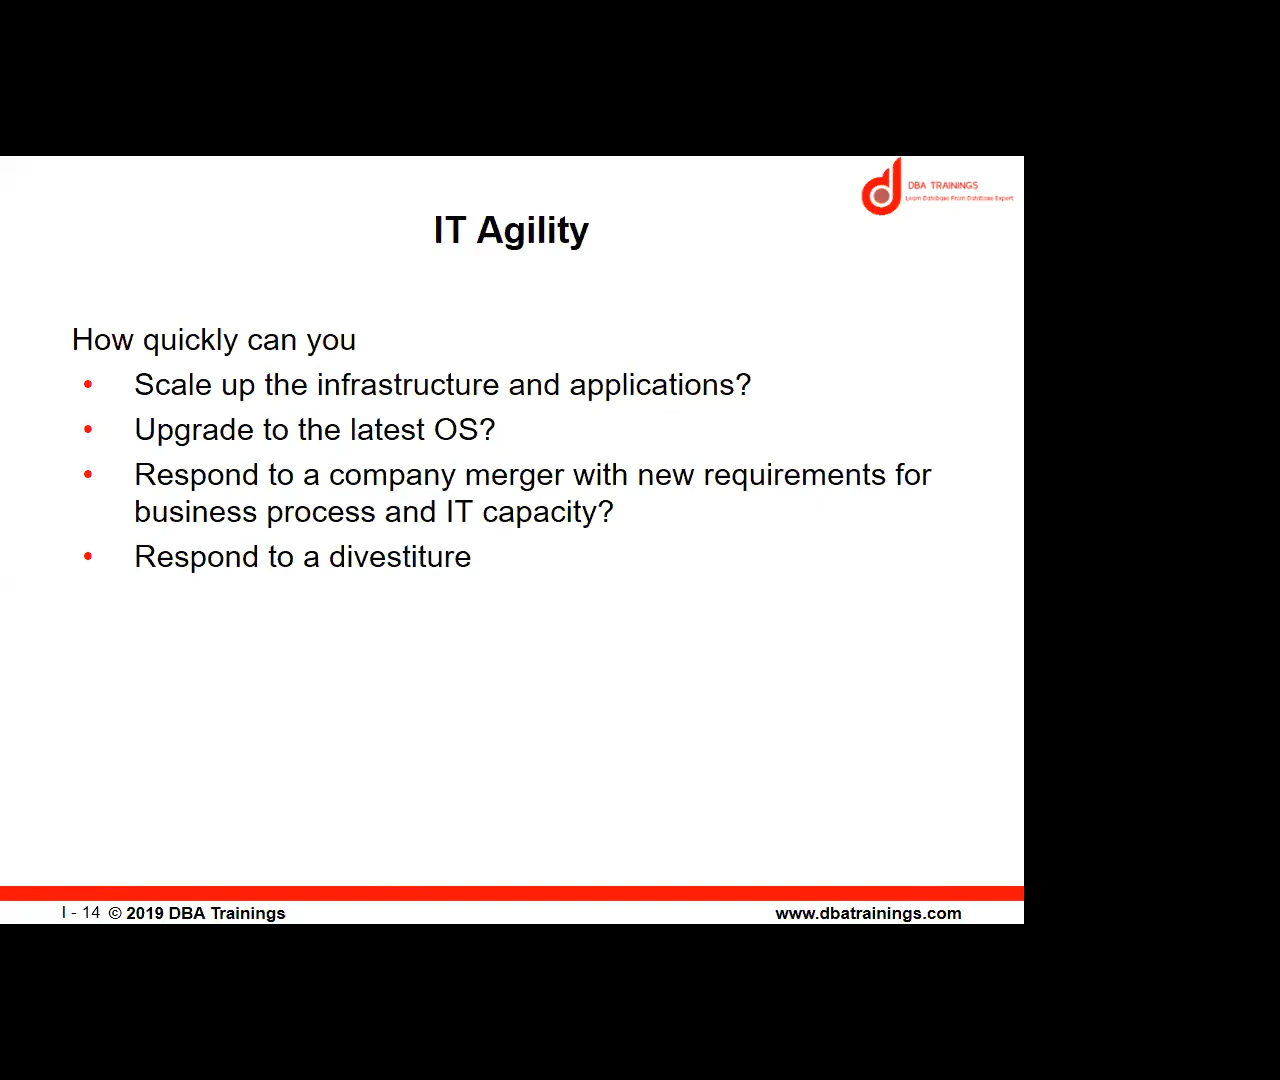 DBA TRAININGS
Learn Database From Database Expert
IT Agility
How quickly can you
• Scale up the infrastructure and applications?
• Upgrade to the latest OS?
• Respond to a company merger with new requirements for
business process and IT capacity?
• Respond to a divestiture
I - 14 © 2019 DBA Trainings
www.dbatrainings.com